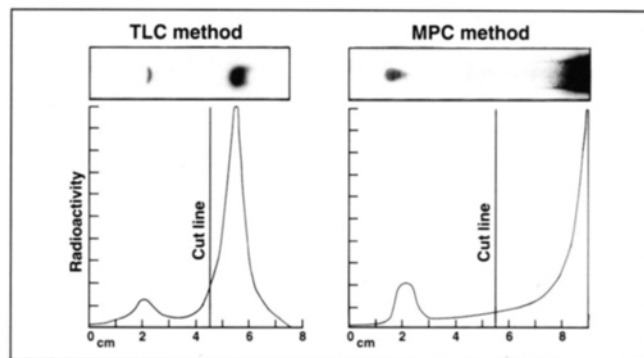 TLC method
MPC method
Radioactivity
Cut line
Cut line
0 2 4 6 8
cm
0 2 4 6 8
cm